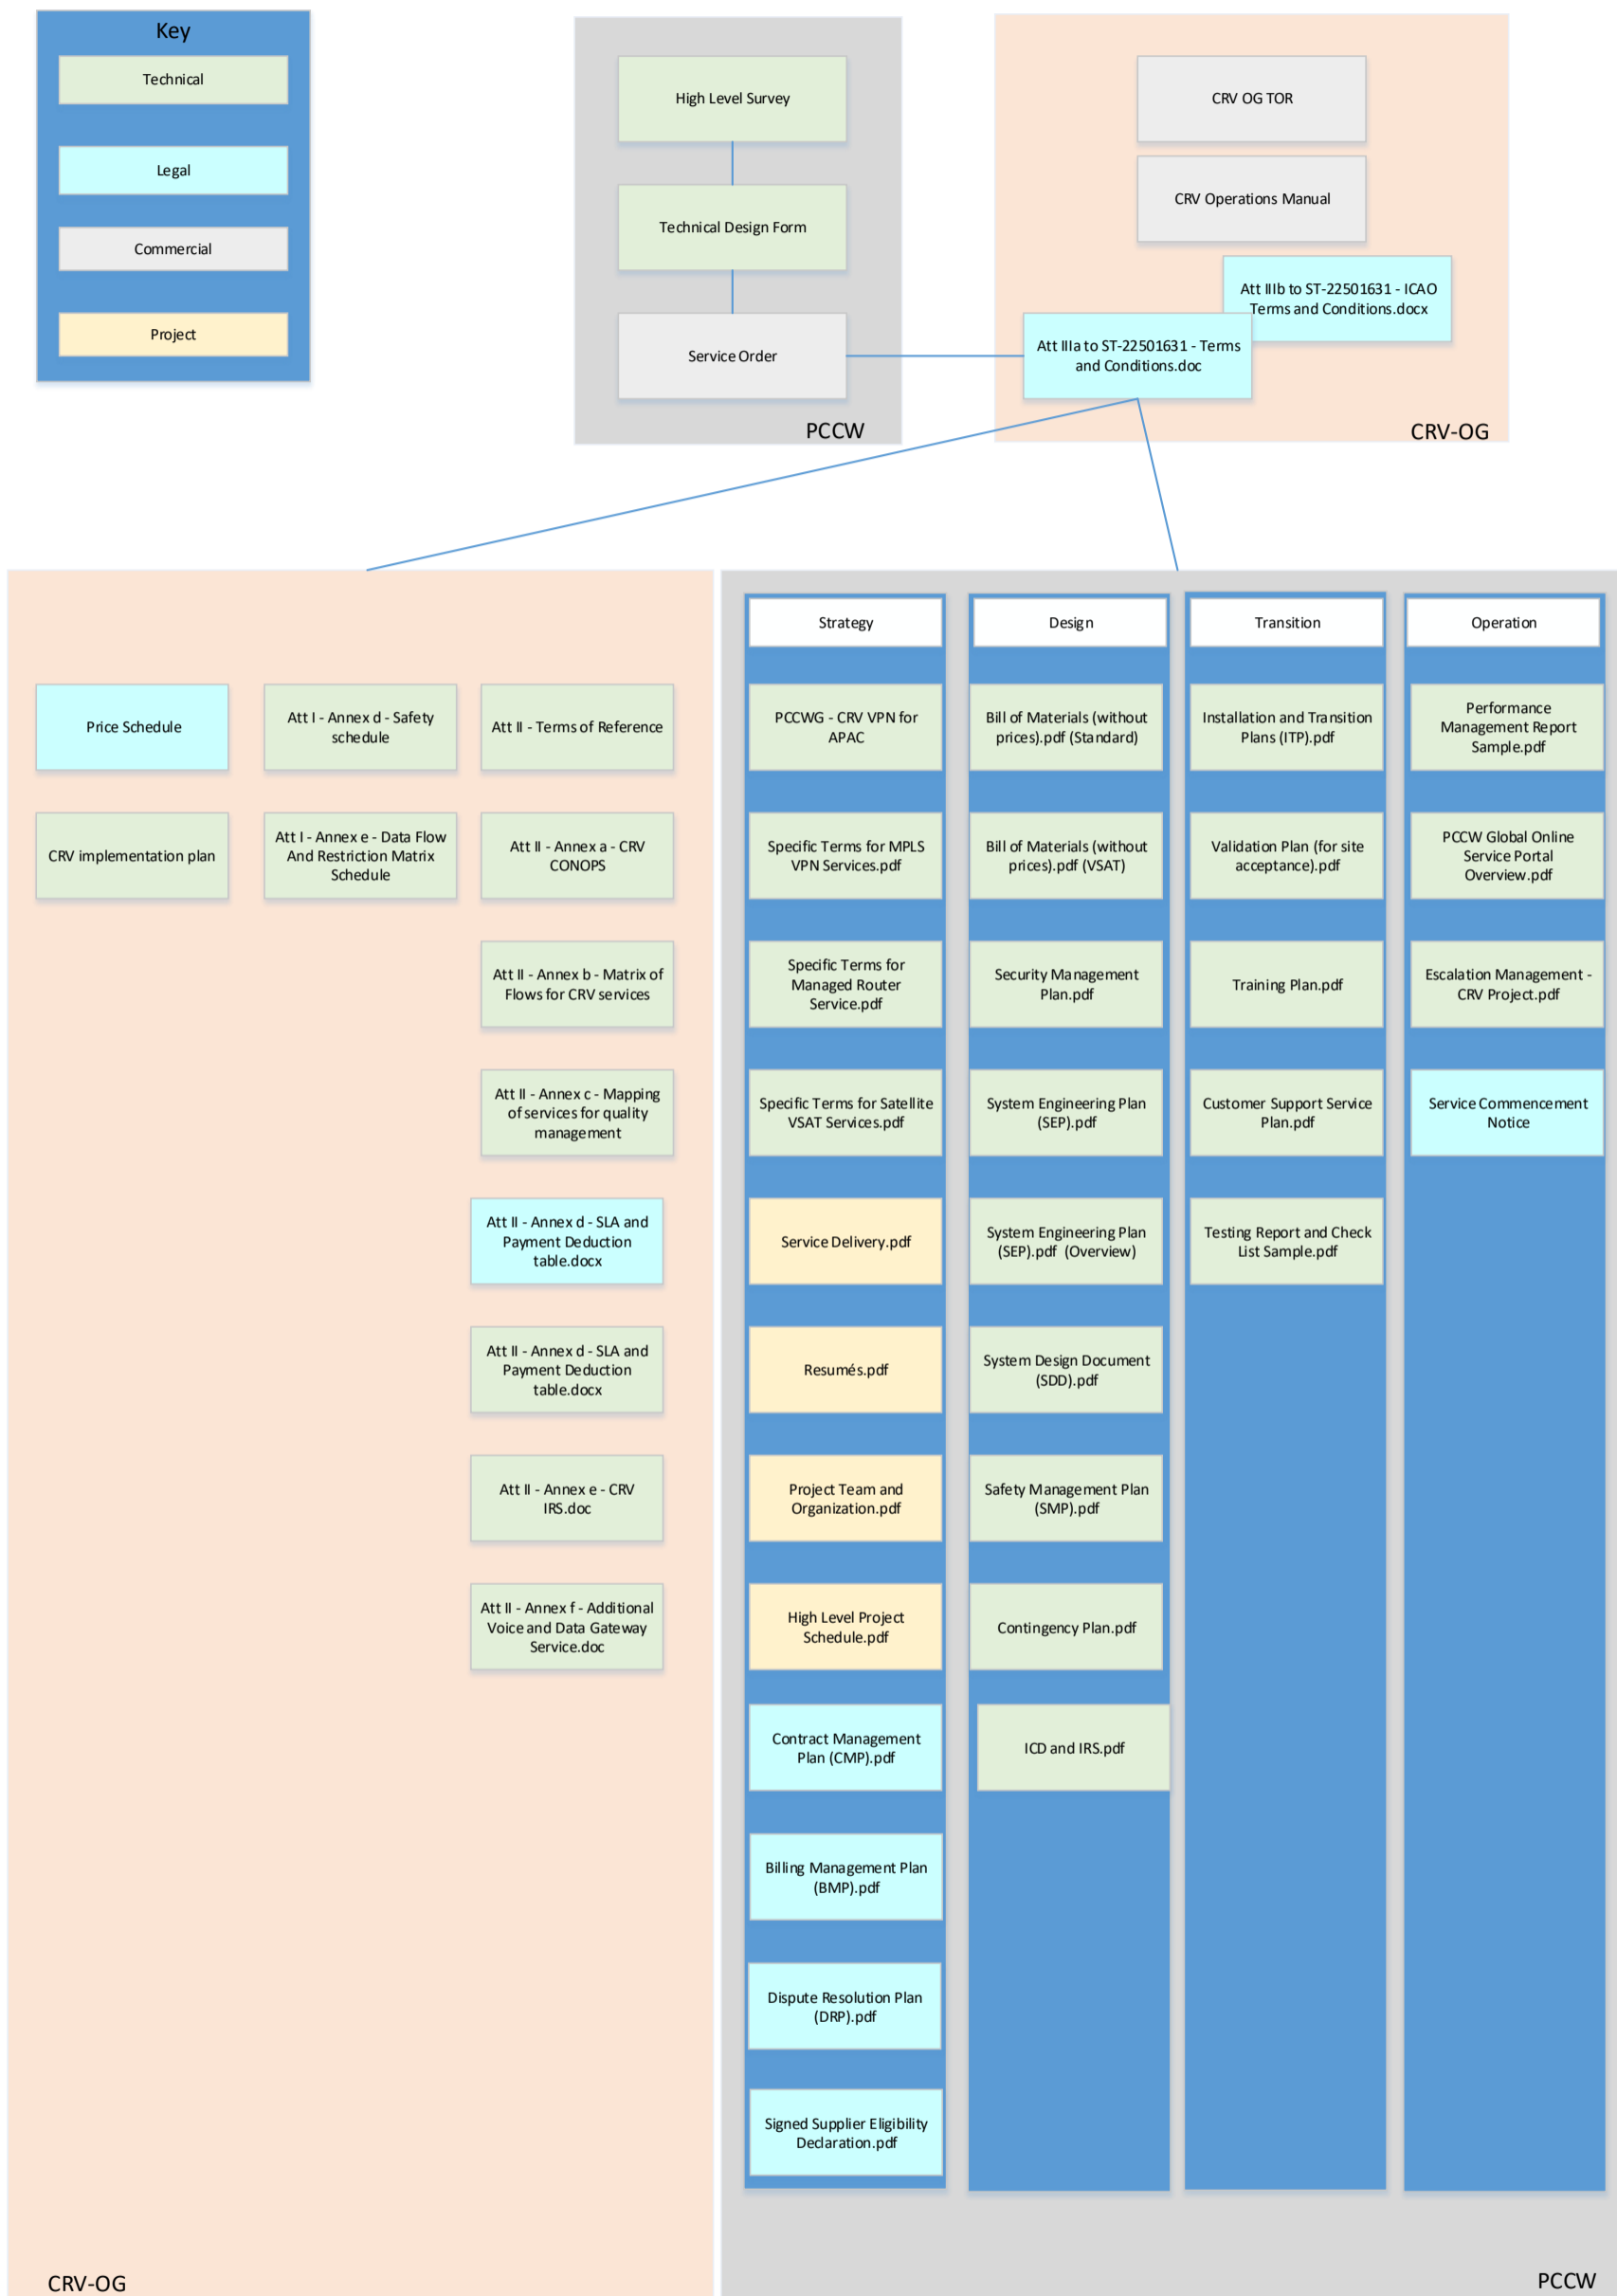 Key
Technical
Legal
Commercial
Project
High Level Survey
Technical Design Form
Service Order
PCCW
CRV OG TOR
CRV Operations Manual
Att IIIb to ST-22501631 - ICAO
Terms and Conditions.docx
Att IIIa to ST-22501631 - Terms
and Conditions.doc
CRV-OG
Price Schedule
CRV implementation plan
Att I - Annex d - Safety
schedule
Att I - Annex e - Data Flow
And Restriction Matrix
Schedule
Att II - Terms of Reference
Att II - Annex a - CRV
CONOPS
Att II - Annex b - Matrix of
Flows for CRV services
Att II - Annex c - Mapping
of services for quality
management
Att II - Annex d - SLA and
Payment Deduction
table.docx
Att II - Annex d - SLA and
Payment Deduction
table.docx
Att II - Annex e - CRV
IRS.doc
Att II - Annex f - Additional
Voice and Data Gateway
Service.doc
CRV-OG
Strategy
PCCWG - CRV VPN for
APAC
Specific Terms for MPLS
VPN Services.pdf
Specific Terms for
Managed Router
Service.pdf
Specific Terms for Satellite
VSAT Services.pdf
Service Delivery.pdf
Resumés.pdf
Project Team and
Organization.pdf
High Level Project
Schedule.pdf
Contract Management
Plan (CMP).pdf
Billing Management Plan
(BMP).pdf
Dispute Resolution Plan
(DRP).pdf
Signed Supplier Eligibility
Declaration.pdf
Design
Bill of Materials (without
prices).pdf (Standard)
Bill of Materials (without
prices).pdf (VSAT)
Security Management
Plan.pdf
System Engineering Plan
(SEP).pdf
System Engineering Plan
(SEP).pdf (Overview)
System Design Document
(SDD).pdf
Safety Management Plan
(SMP).pdf
Contingency Plan.pdf
ICD and IRS.pdf
Transition
Installation and Transition
Plans (ITP).pdf
Validation Plan (for site
acceptance).pdf
Training Plan.pdf
Customer Support Service
Plan.pdf
Testing Report and Check
List Sample.pdf
Operation
Performance
Management Report
Sample.pdf
PCCW Global Online
Service Portal
Overview.pdf
Escalation Management -
CRV Project.pdf
Service Commencement
Notice
PCCW